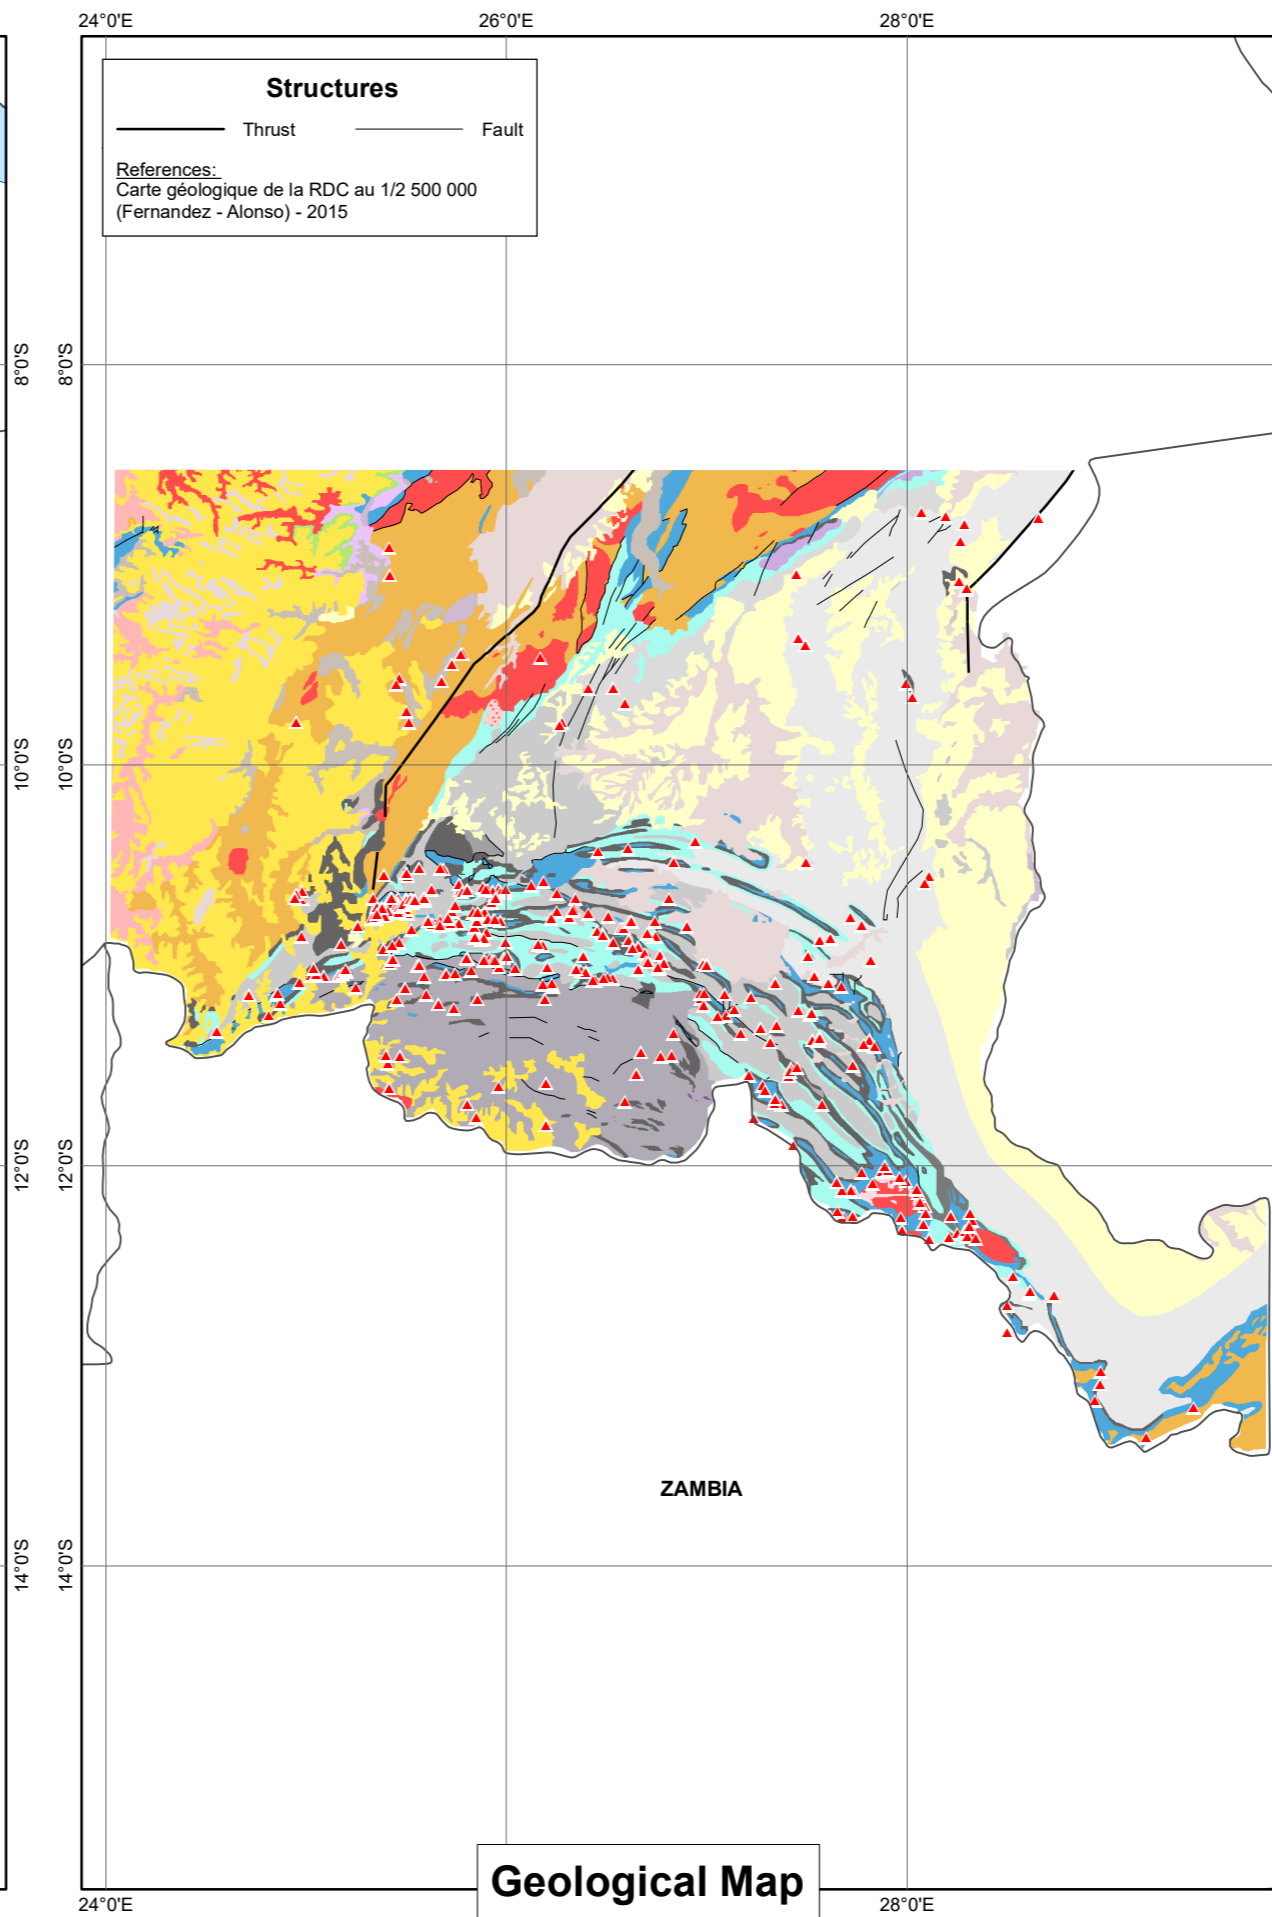 24°0'E
26°0'E
28°0'E
Structures
Thrust
Fault
References:
Carte géologique de la RDC au 1/2 500 000
(Fernandez - Alonso) - 2015
8°0'S
8°0'S
10°0'S
10°0'S
12°0'S
12°0'S
ZAMBIA
14°0'S
14°0'S
Geological Map
24°0'E
28°0'E